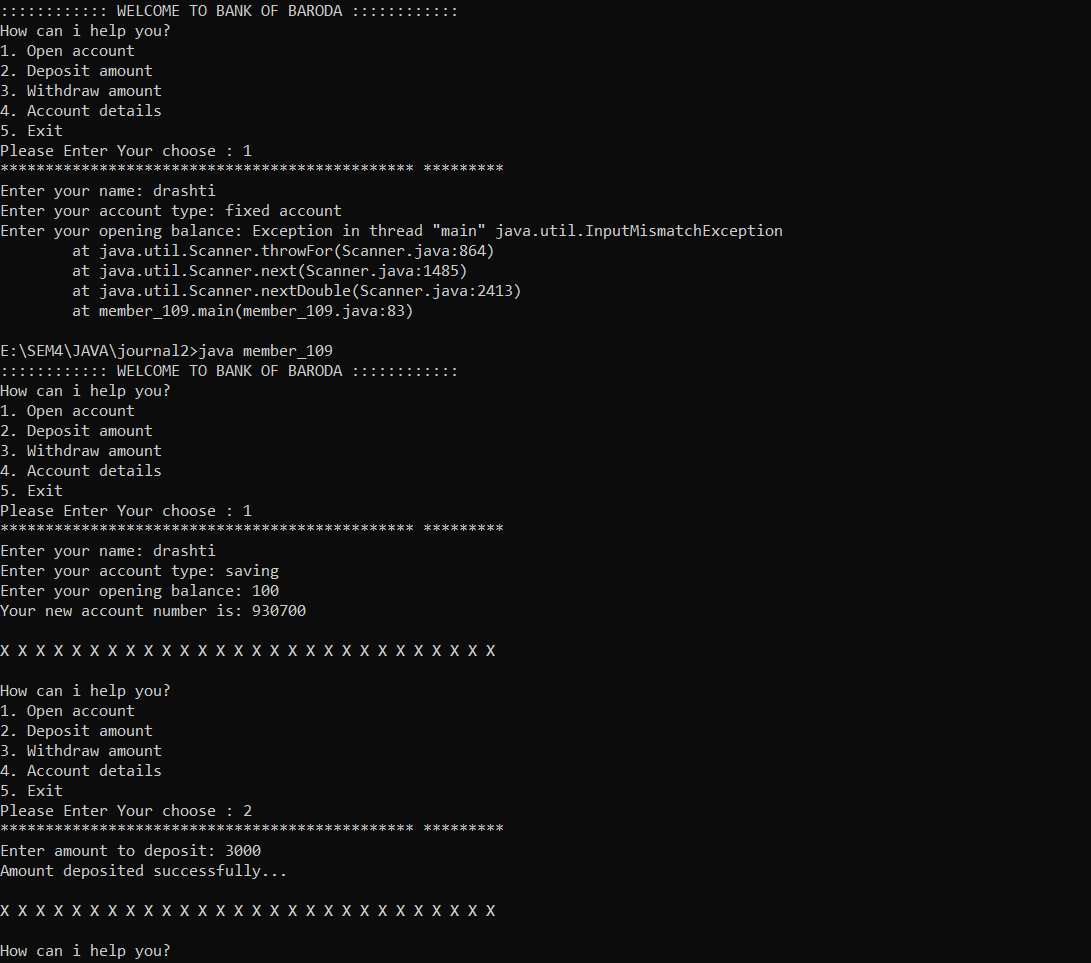 :::::::::::: WELCOME TO BANK OF BARODA ::::::::::::
How can i help you?
1. Open account
2. Deposit amount
3. Withdraw amount
4. Account details
5. Exit
Please Enter Your choose : 1
********************************************** *********
Enter your name: drashti
Enter your account type: fixed account
Enter your opening balance: Exception in thread "main" java.util.InputMismatchException
        at java.util.Scanner.throwFor(Scanner.java:864)
        at java.util.Scanner.next(Scanner.java:1485)
        at java.util.Scanner.nextDouble(Scanner.java:2413)
        at member_109.main(member_109.java:83)

E:\SEM4\JAVA\journal2>java member_109
:::::::::::: WELCOME TO BANK OF BARODA ::::::::::::
How can i help you?
1. Open account
2. Deposit amount
3. Withdraw amount
4. Account details
5. Exit
Please Enter Your choose : 1
********************************************** *********
Enter your name: drashti
Enter your account type: saving
Enter your opening balance: 100
Your new account number is: 930700

X X X X X X X X X X X X X X X X X X X X X X X X X X X X

How can i help you?
1. Open account
2. Deposit amount
3. Withdraw amount
4. Account details
5. Exit
Please Enter Your choose : 2
********************************************** *********
Enter amount to deposit: 3000
Amount deposited successfully...

X X X X X X X X X X X X X X X X X X X X X X X X X X X X

How can i help you?